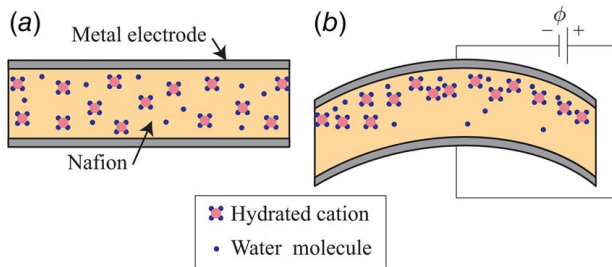 (a)
Metal electrode
Nafion
(b)
ϕ
− +
Hydrated cation
Water molecule